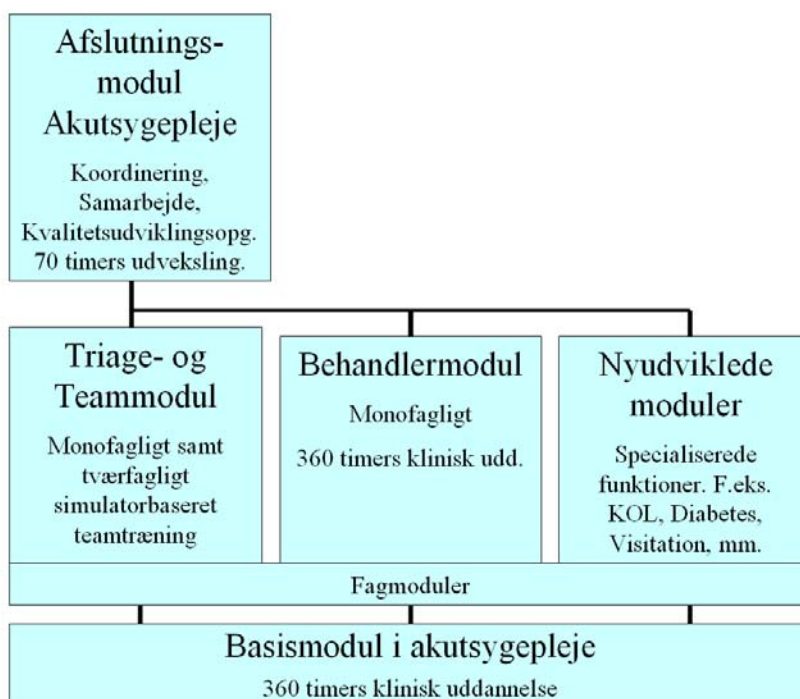 Afslutnings-
modul
Akutsygepleje
Koordinering,
Samarbejde,
Kvalitetsudviklingsopg.
70 timers udveksling.
Triage- og
Teammodul
Monofagligt samt
tværfagligt
simulatorbaseret
teamtræning
Behandlermodul
Monofagligt
360 timers klinisk udd.
Nyudviklede
moduler
Specialiserede
funktioner. F.eks.
KOL, Diabetes,
Visitation, mm.
Fagmoduler
Basismodul i akutsygepleje
360 timers klinisk uddannelse